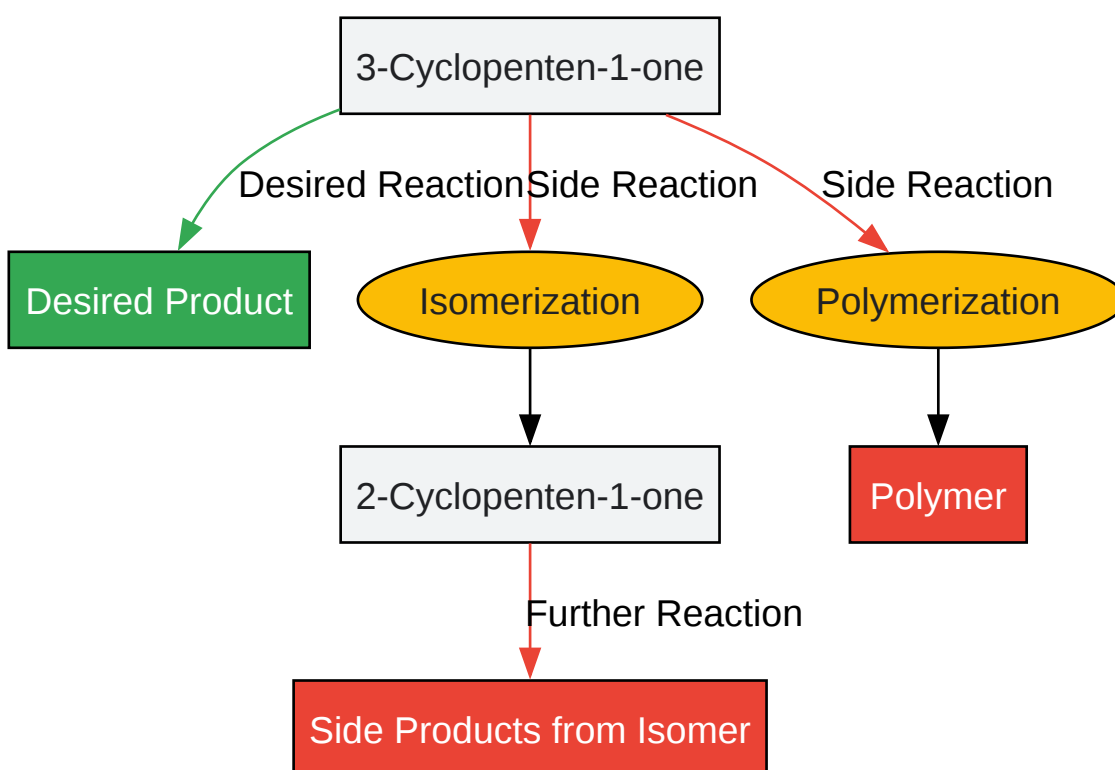 3-Cyclopenten-1-one
Desired Reaction
Side Reaction
Side Reaction
Desired Product
Isomerization
Polymerization
2-Cyclopenten-1-one
Polymer
Further Reaction
Side Products from Isomer